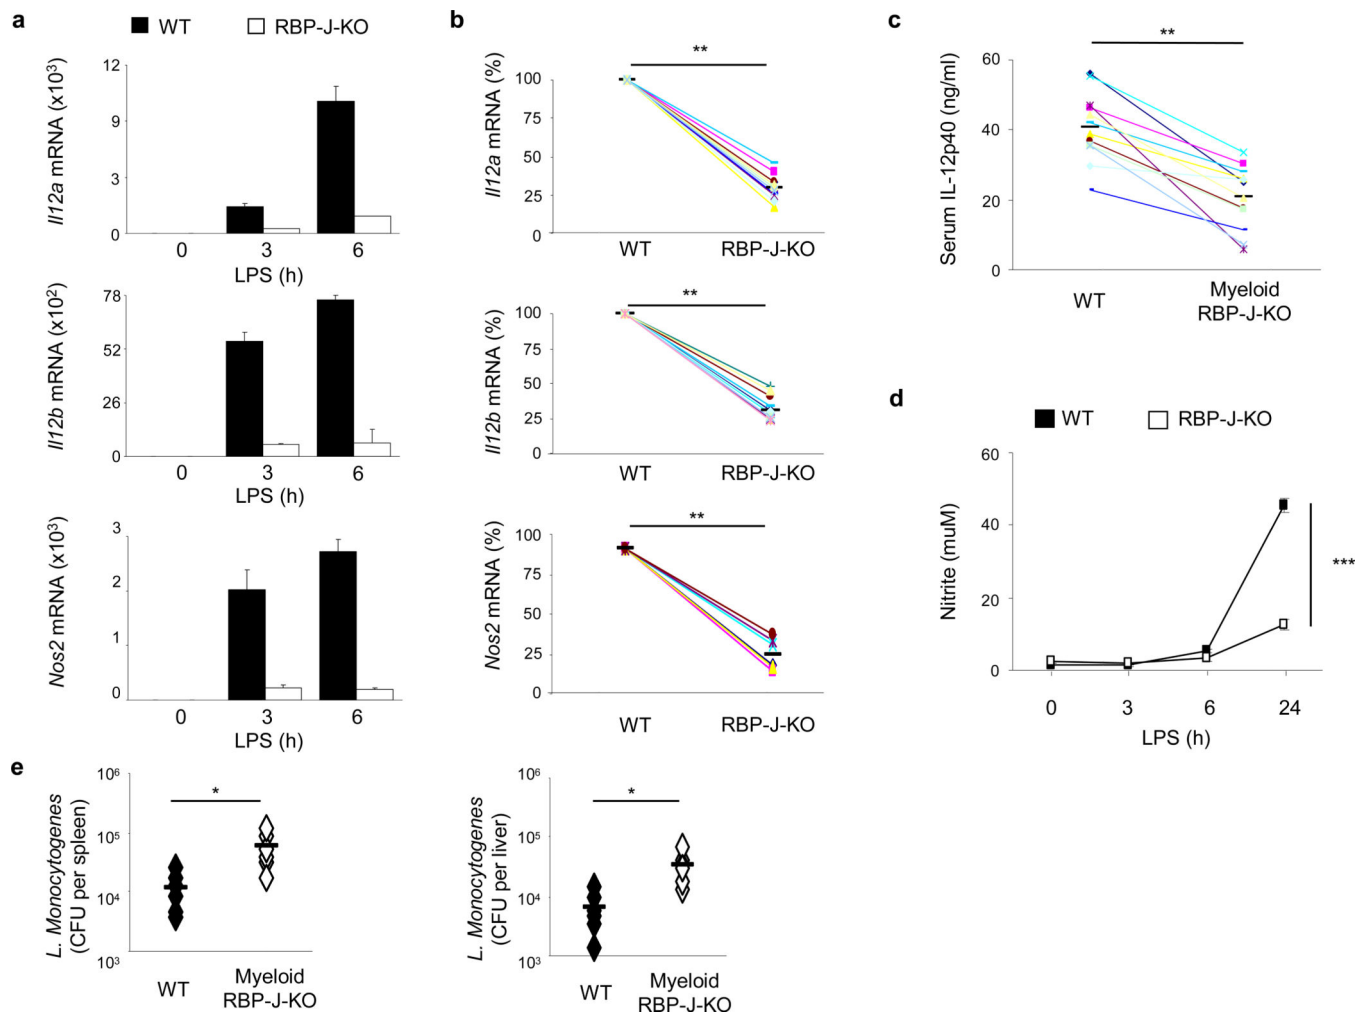 a
WT
RBP-J-KO
Il12a mRNA (x10³)
12
9
3
0
0
3
6
LPS (h)
Il12b mRNA (x10²)
78
52
26
0
0
3
6
LPS (h)
Nos2 mRNA (x10³)
3
2
1
0
0
3
6
LPS (h)
b
**
Il12a mRNA (%)
100
75
50
25
0
WT
RBP-J-KO
**
Il12b mRNA (%)
100
75
50
25
0
WT
RBP-J-KO
**
Nos2 mRNA (%)
100
75
50
25
0
WT
RBP-J-KO
c
**
Serum IL-12p40 (ng/ml)
60
40
20
0
WT
Myeloid
RBP-J-KO
d
WT
RBP-J-KO
Nitrite (muM)
60
40
20
0
***
0
3
6
24
LPS (h)
e
L. Monocytogenes
(CFU per spleen)
10⁶
10⁵
10⁴
10³
*
WT
Myeloid
RBP-J-KO
L. Monocytogenes
(CFU per liver)
10⁶
10⁵
10⁴
10³
*
WT
Myeloid
RBP-J-KO